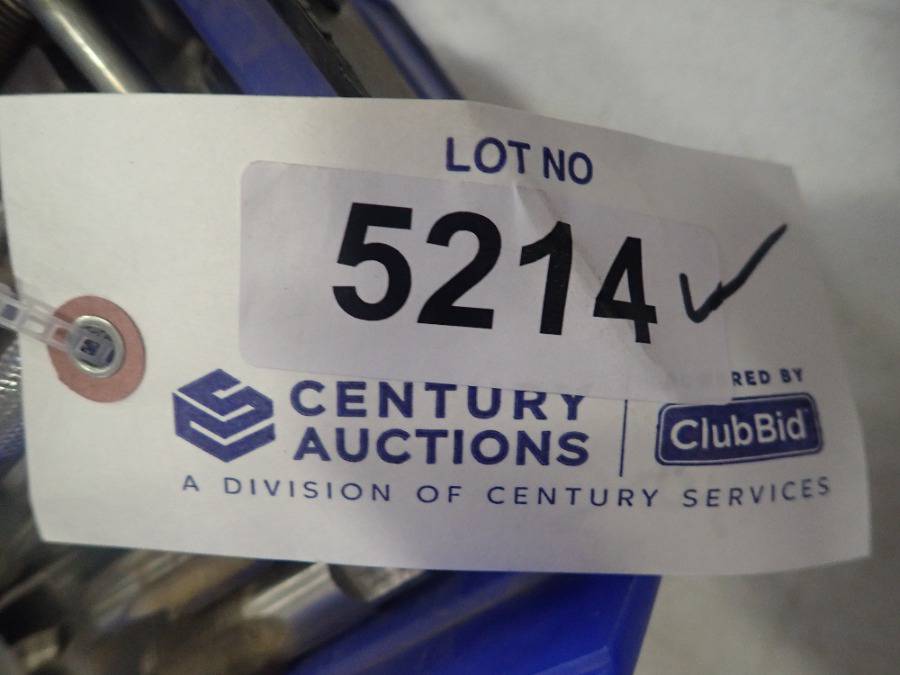 LOT NO
5214
CENTURY
AUCTIONS
RED BY
ClubBid
A DIVISION OF CENTURY SERVICES